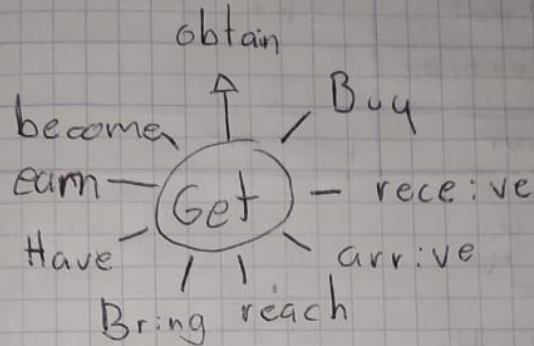 obtain
Buy
become
earn
Get
receive
Have
arrive
Bring reach